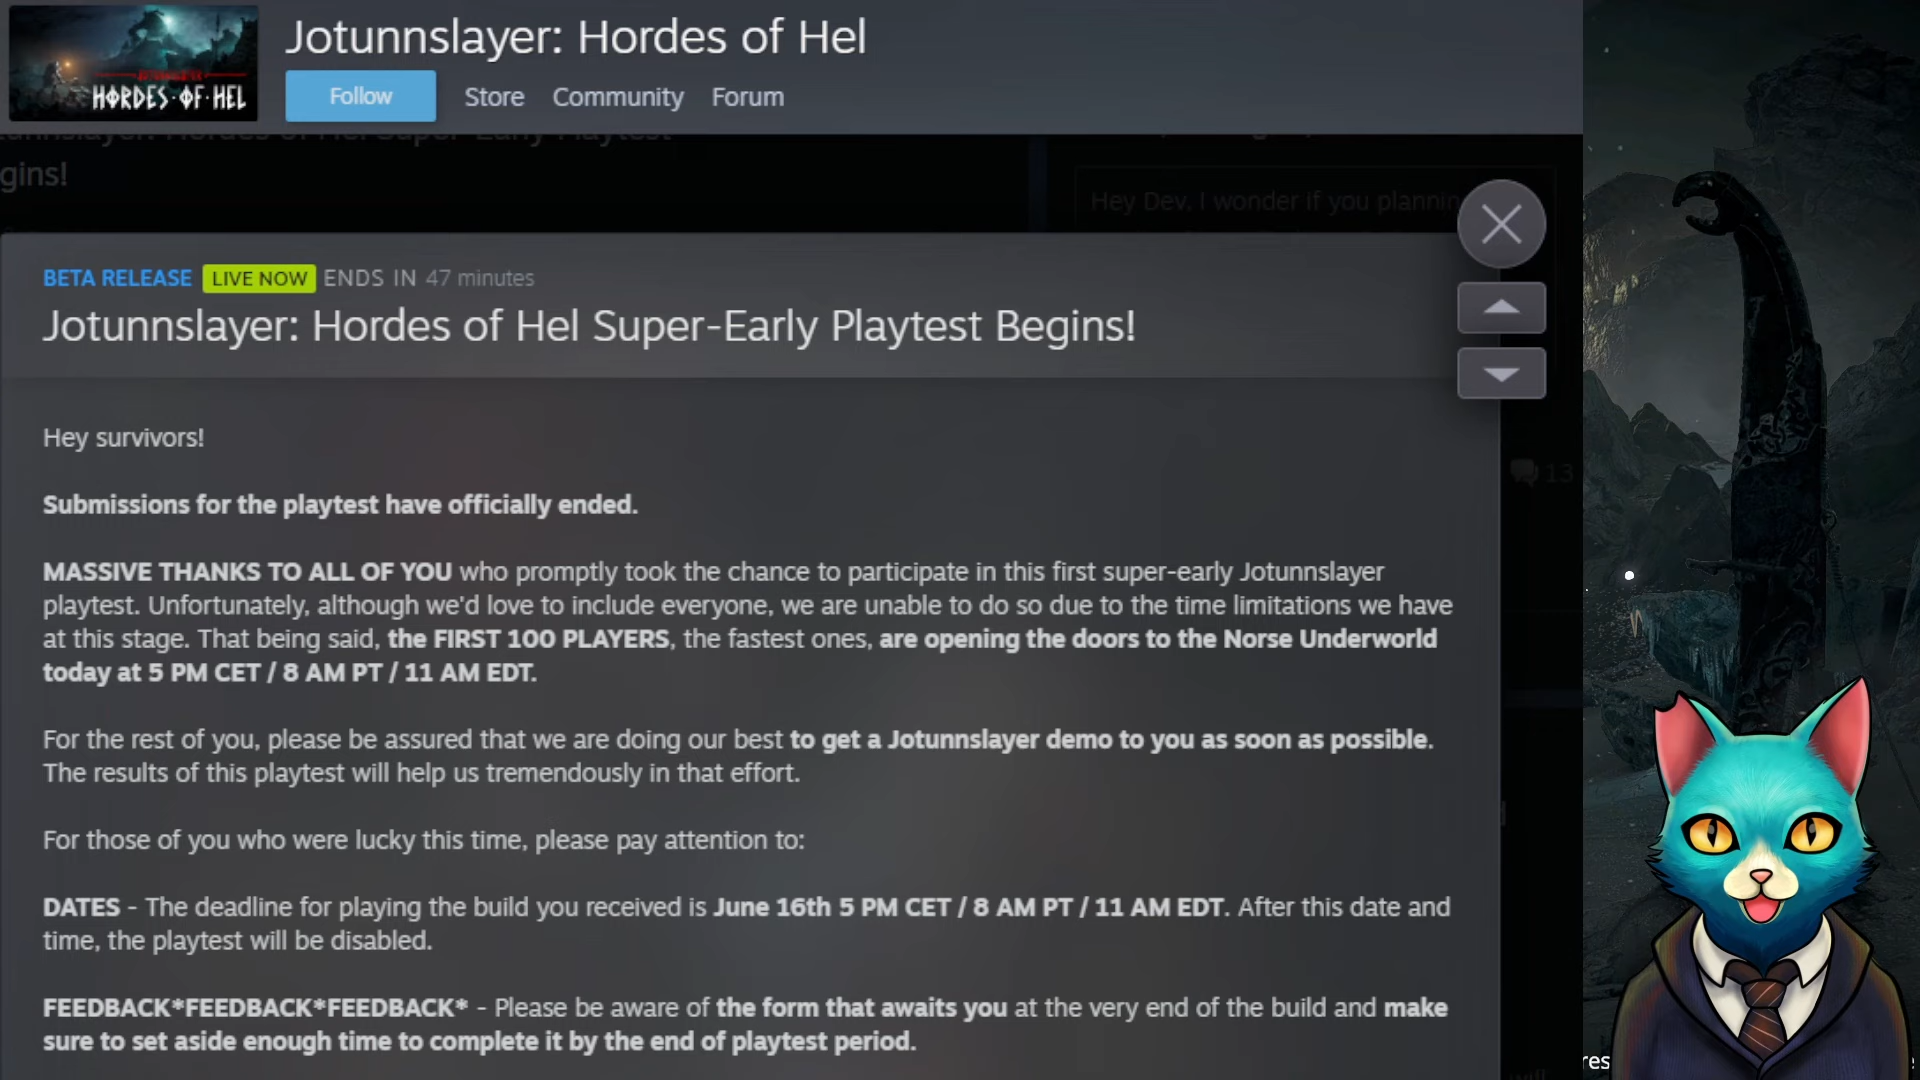 Jotunnslayer: Hordes of Hel
HORDES·OF·HEL
Follow Store Community Forum
gins!
Hey Dev, I wonder if you plannin
BETA RELEASE LIVE NOW ENDS IN 47 minutes
Jotunnslayer: Hordes of Hel Super-Early Playtest Begins!
Hey survivors!
Submissions for the playtest have officially ended.
MASSIVE THANKS TO ALL OF YOU who promptly took the chance to participate in this first super-early Jotunnslayer
playtest. Unfortunately, although we'd love to include everyone, we are unable to do so due to the time limitations we have
at this stage. That being said, the FIRST 100 PLAYERS, the fastest ones, are opening the doors to the Norse Underworld
today at 5 PM CET / 8 AM PT / 11 AM EDT.
For the rest of you, please be assured that we are doing our best to get a Jotunnslayer demo to you as soon as possible.
The results of this playtest will help us tremendously in that effort.
For those of you who were lucky this time, please pay attention to:
DATES - The deadline for playing the build you received is June 16th 5 PM CET / 8 AM PT / 11 AM EDT. After this date and
time, the playtest will be disabled.
FEEDBACK*FEEDBACK*FEEDBACK* - Please be aware of the form that awaits you at the very end of the build and make
sure to set aside enough time to complete it by the end of playtest period.
13
res